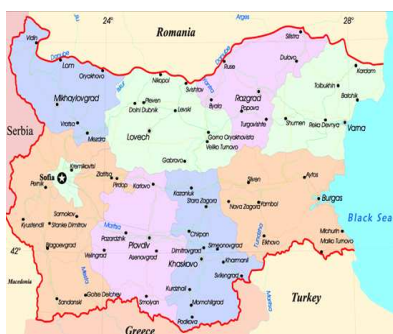 24°
Romania
28°
Vidin
Danube
Lom
Oryakhovo
Nikopol
Svishtov
Ruse
Silistra
Dulovo
Kardam
Tolbukhin
Balchik
Mikhaylovgrad
Pleven
Dolni Dubnik
Levski
Byala
Razgrad
Popovo
Turgovishte
Shumen
Reka Devnya
Varna
Vratsa
Mezdra
Lovech
Gorna Oryakhovista
Veliko Turnovo
Gabrovo
Serbia
Kremikovtsi
Sofia
Pernik
Zlatitsa
Pirdop
Karlovo
Kazanluk
Stara Zagora
Sliven
Nova Zagora
Yambol
Aytos
Burgas
Black Sea
Samokov
Kyustendil
Stanke Dimitrov
Maritsa
Pazardzhik
Plovdiv
Chirpan
Dimitrovgrad
Simeonovgrad
Elkhovo
Michurin
Malko Turnovo
42°
Blagoevgrad
Velingrad
Asenovgrad
Khaskovo
Kharmanli
Svilengrad
Macedonia
Sandanski
Gotse Delchev
Smolyan
Kurdzhali
Momchilgrad
Podkova
Turkey
Greece